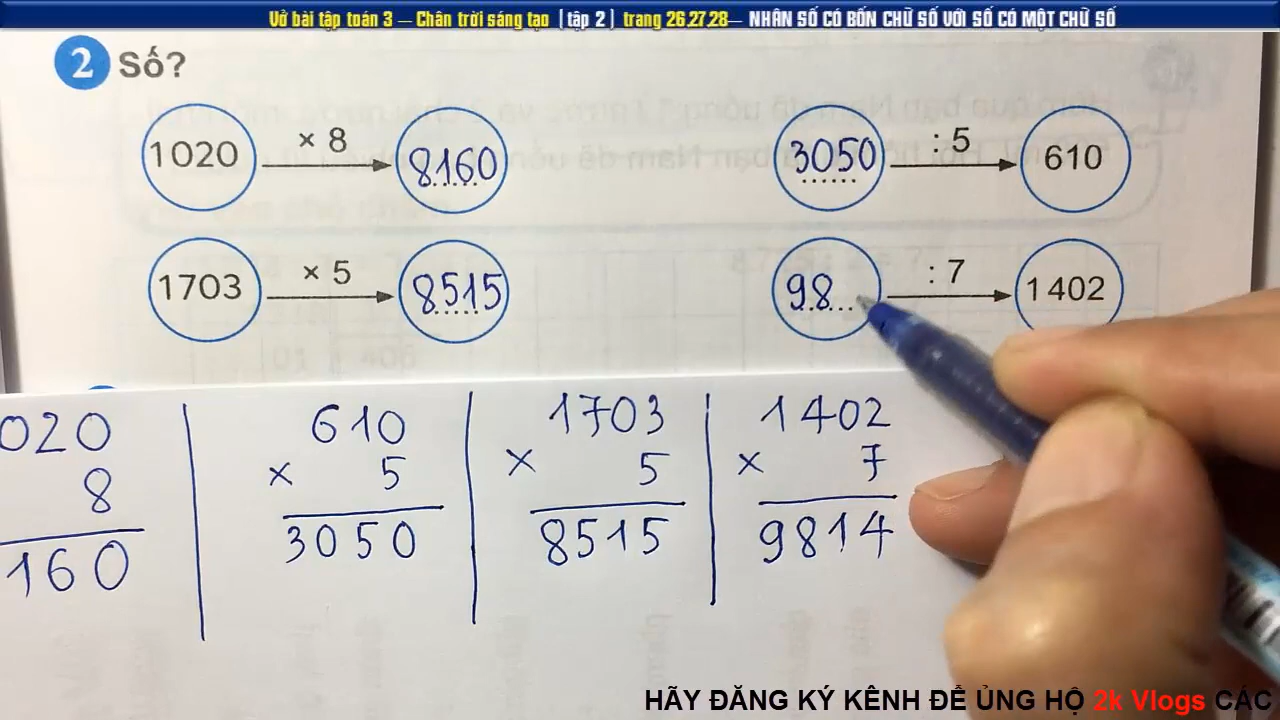 Vở bài tập toán 3 – Chân trời sáng tạo (tập 2) trang 26,27,28– NHÂN SỐ CÓ BỐN CHỮ SỐ VỚI SỐ CÓ MỘT CHỮ SỐ
2 Số?
1020 × 8 8160
3050 : 5 610
1703 × 5 8515
98... : 7 1402
020 610 1703 1402
8 × 5 × 5 × 7
160 3050 8515 9814
HÃY ĐĂNG KÝ KÊNH ĐỂ ỦNG HỘ 2k Vlogs CÁC